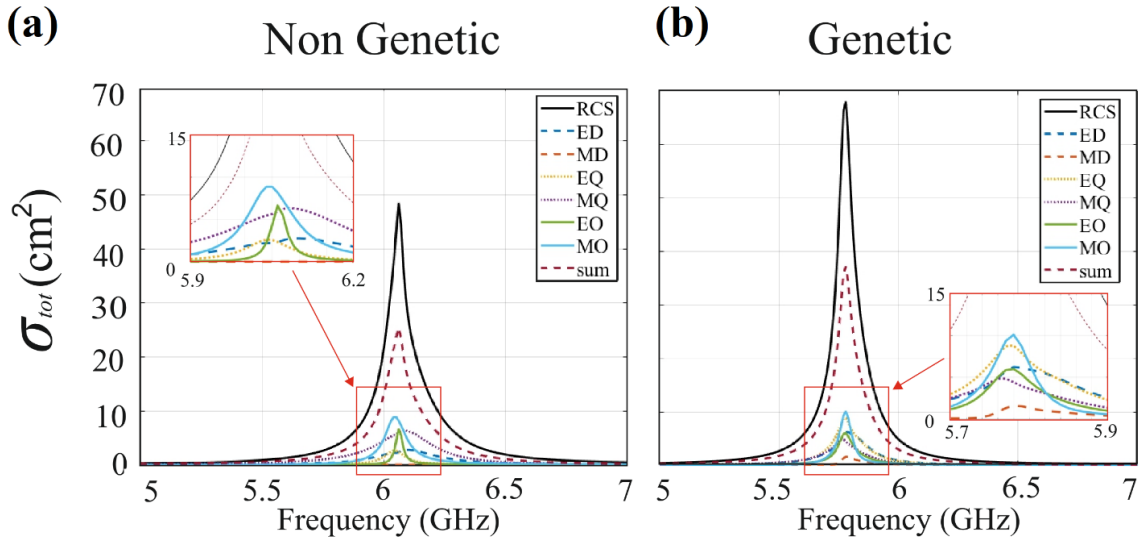 (a)
Non Genetic
70
60
50
40
30
20
10
0
σtot (cm²)
15
0
5.9
6.2
RCS
ED
MD
EQ
MQ
EO
MO
sum
5
5.5
6
6.5
7
Frequency (GHz)
(b)
Genetic
RCS
ED
MD
EQ
MQ
EO
MO
sum
15
0
5.7
5.9
5
5.5
6
6.5
7
Frequency (GHz)